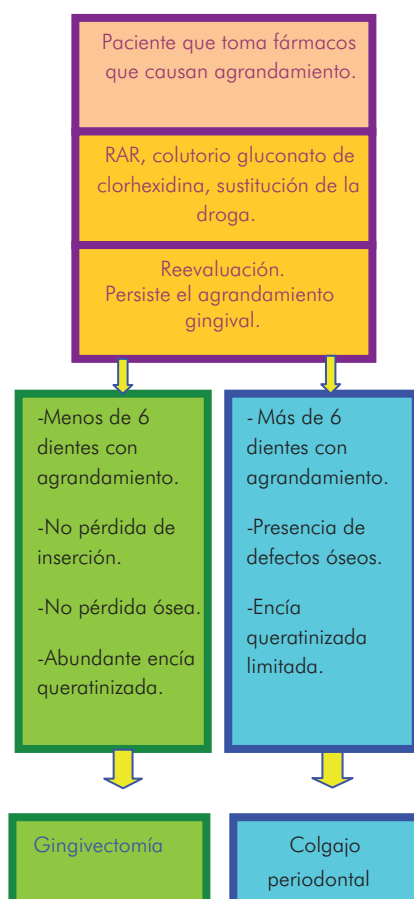 Paciente que toma fármacos
que causan agrandamiento.
RAR, colutorio gluconato de
clorhexidina, sustitución de la
droga.
Reevaluación.
Persiste el agrandamiento
gingival.
-Menos de 6
dientes con
agrandamiento.
-No pérdida de
inserción.
-No pérdida ósea.
-Abundante encía
queratinizada.
- Más de 6
dientes con
agrandamiento.
-Presencia de
defectos óseos.
-Encía
queratinizada
limitada.
Gingivectomía
Colgajo
periodontal